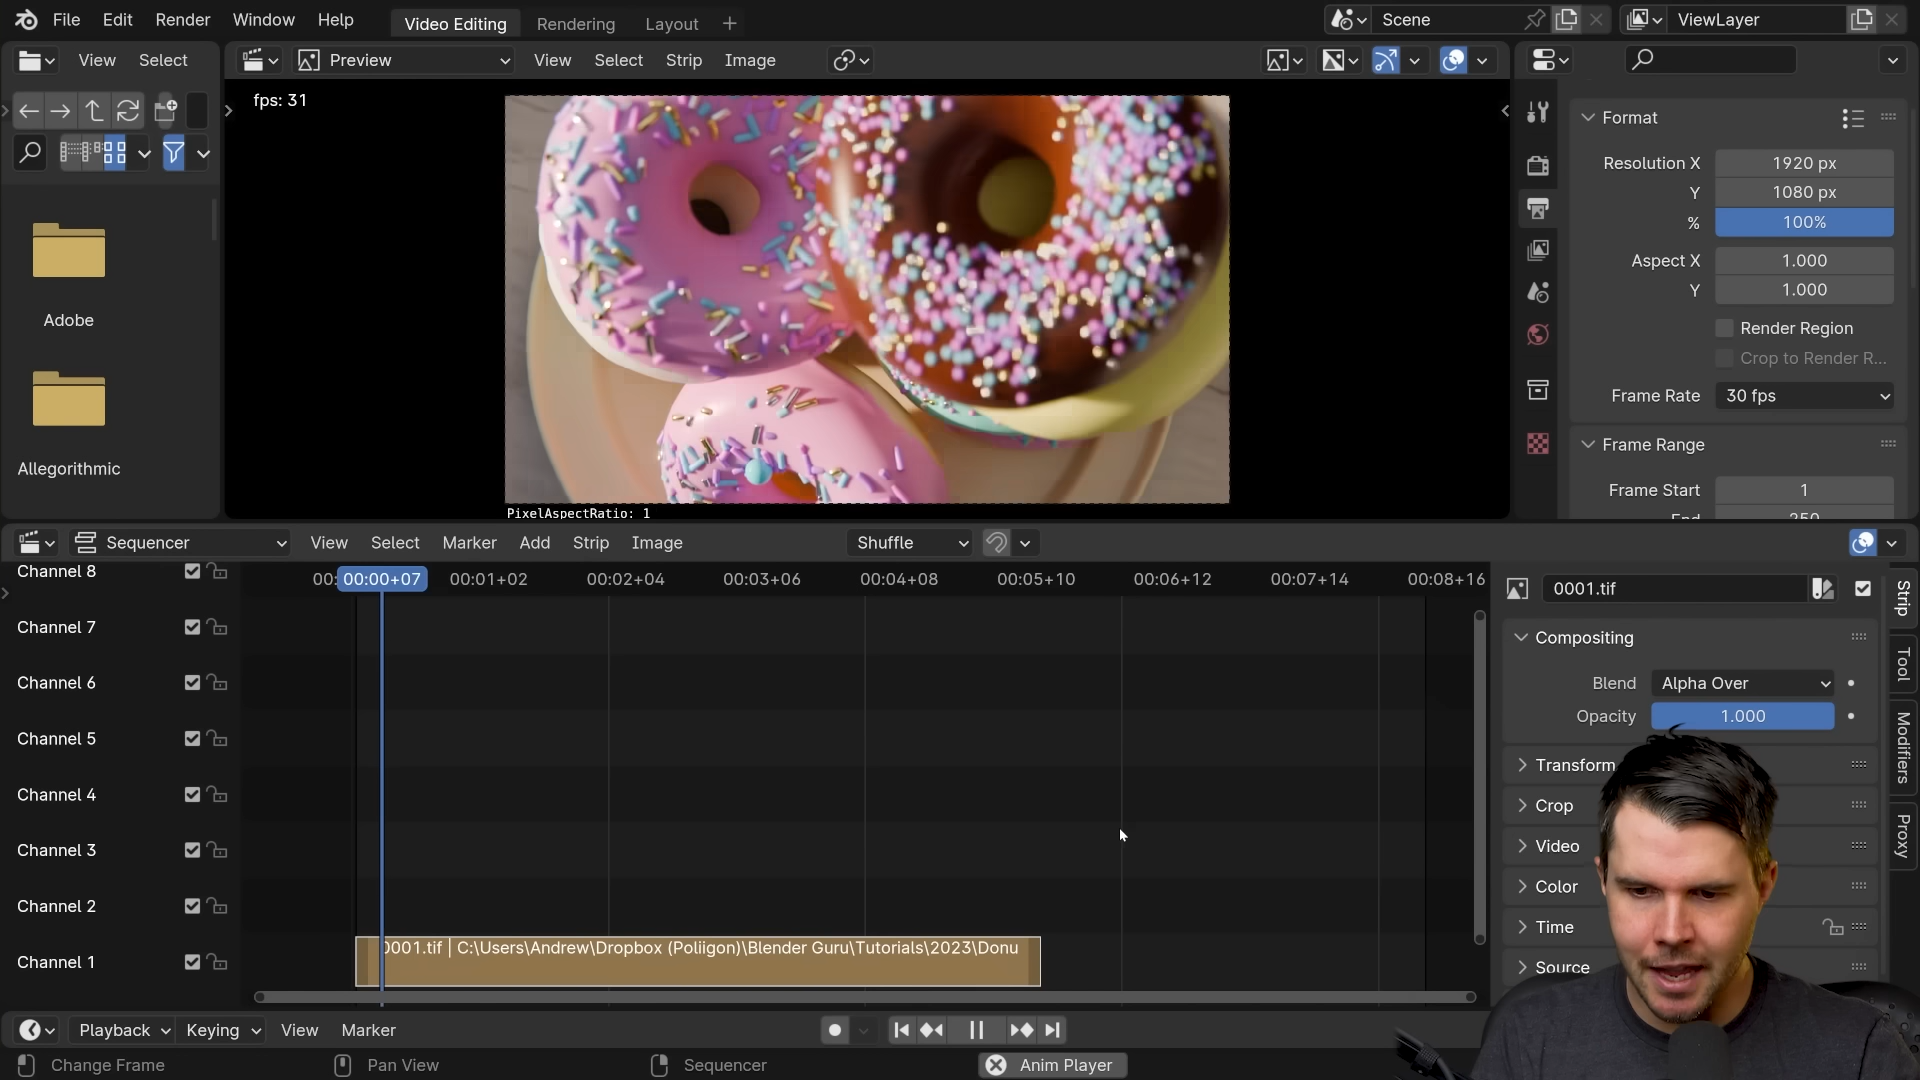 File Edit Render Window Help Video Editing Rendering Layout + Scene ViewLayer
View Select Preview View Select Strip Image
fps: 31
Adobe
Allegorithmic
PixelAspectRatio: 1
Format
Resolution X 1920 px
Y 1080 px
% 100%
Aspect X 1.000
Y 1.000
Render Region
Crop to Render R...
Frame Rate 30 fps
Frame Range
Frame Start 1
End 250
Sequencer View Select Marker Add Strip Image Shuffle
00: 00:00+07 00:01+02 00:02+04 00:03+06 00:04+08 00:05+10 00:06+12 00:07+14 00:08+16
Channel 8
Channel 7
Channel 6
Channel 5
Channel 4
Channel 3
Channel 2
Channel 1
0001.tif | C:\Users\Andrew\Dropbox (Poliigon)\Blender Guru\Tutorials\2023\Donu
0001.tif
Compositing
Blend Alpha Over
Opacity 1.000
Transform
Crop
Video
Color
Time
Source
Strip
Tool
Modifiers
Proxy
Playback Keying View Marker
Change Frame Pan View Sequencer Anim Player